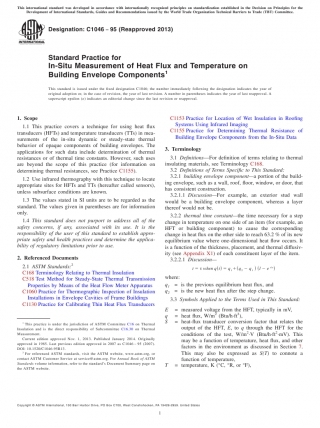 This international standard was developed in accordance with internationally recognized principles on standardization established in the Decision on Principles for the
Development of International Standards, Guides and Recommendations issued by the World Trade Organization Technical Barriers to Trade (TBT) Committee.
Designation: C1046 − 95 (Reapproved 2013)
Standard Practice for
In-Situ Measurement of Heat Flux and Temperature on
Building Envelope Components1
This standard is issued under the fixed designation C1046; the number immediately following the designation indicates the year of
original adoption or, in the case of revision, the year of last revision. A number in parentheses indicates the year of last reapproval. A
superscript epsilon (´) indicates an editorial change since the last revision or reapproval.
1. Scope
1.1 This practice covers a technique for using heat flux
transducers (HFTs) and temperature transducers (TTs) in mea-
surements of the in-situ dynamic or steady-state thermal
behavior of opaque components of building envelopes. The
applications for such data include determination of thermal
resistances or of thermal time constants. However, such uses
are beyond the scope of this practice (for information on
determining thermal resistances, see Practice C1155).
1.2 Use infrared thermography with this technique to locate
appropriate sites for HFTs and TTs (hereafter called sensors),
unless subsurface conditions are known.
1.3 The values stated in SI units are to be regarded as the
standard. The values given in parentheses are for information
only.
1.4 This standard does not purport to address all of the
safety concerns, if any, associated with its use. It is the
responsibility of the user of this standard to establish appro-
priate safety and health practices and determine the applica-
bility of regulatory limitations prior to use.
2. Referenced Documents
2.1 ASTM Standards:2
C168 Terminology Relating to Thermal Insulation
C518 Test Method for Steady-State Thermal Transmission
Properties by Means of the Heat Flow Meter Apparatus
C1060 Practice for Thermographic Inspection of Insulation
Installations in Envelope Cavities of Frame Buildings
C1130 Practice for Calibrating Thin Heat Flux Transducers
1 This practice is under the jurisdiction of ASTM Committee C16 on Thermal
Insulation and is the direct responsibility of Subcommittee C16.30 on Thermal
Measurement.
Current edition approved Nov. 1, 2013. Published January 2014. Originally
approved in 1985. Last previous edition approved in 2007 as C1046 – 95 (2007).
2 For referenced ASTM standards, visit the ASTM website, www.astm.org, or
contact ASTM Customer Service at service@astm.org. For Annual Book of ASTM
Standards volume information, refer to the standard's Document Summary page on
the ASTM website.
C1153 Practice for Location of Wet Insulation in Roofing
Systems Using Infrared Imaging
C1155 Practice for Determining Thermal Resistance of
Building Envelope Components from the In-Situ Data
3. Terminology
3.1 Definitions—For definitions of terms relating to thermal
insulating materials, see Terminology C168.
3.2 Definitions of Terms Specific to This Standard:
3.2.1 building envelope component—a portion of the build-
ing envelope, such as a wall, roof, floor, window, or door, that
has consistent construction.
3.2.1.1 Discussion—For example, an exterior stud wall
would be a building envelope component, whereas a layer
thereof would not be.
3.2.2 thermal time constant—the time necessary for a step
change in temperature on one side of an item (for example, an
HFT or building component) to cause the corresponding
change in heat flux on the other side to reach 63.2 % of its new
equilibrium value where one-dimensional heat flow occurs. It
is a function of the thickness, placement, and thermal diffusiv-
ity (see Appendix X1) of each constituent layer of the item.
3.2.2.1 Discussion—
where:
q1 = is the previous equilibrium heat flux, and
q2 = is the new heat flux after the step change.
3.3 Symbols Applied to the Terms Used in This Standard:
E = measured voltage from the HFT, typically in mV,
q = heat flux, W/m2 (Btu/h·ft2),
S = heat-flux transducer conversion factor that relates the
output of the HFT, E, to q through the HFT for the
conditions of the test, W/m2·V (Btu/h·ft2·mV). This
may be a function of temperature, heat flux, and other
factors in the environment as discussed in Section 7.
This may also be expressed as S(T) to connote a
function of temperature,
T = temperature, K (°C, °R, or °F),
Copyright © ASTM International, 100 Barr Harbor Drive, PO Box C700, West Conshohocken, PA 19428-2959. United States
1